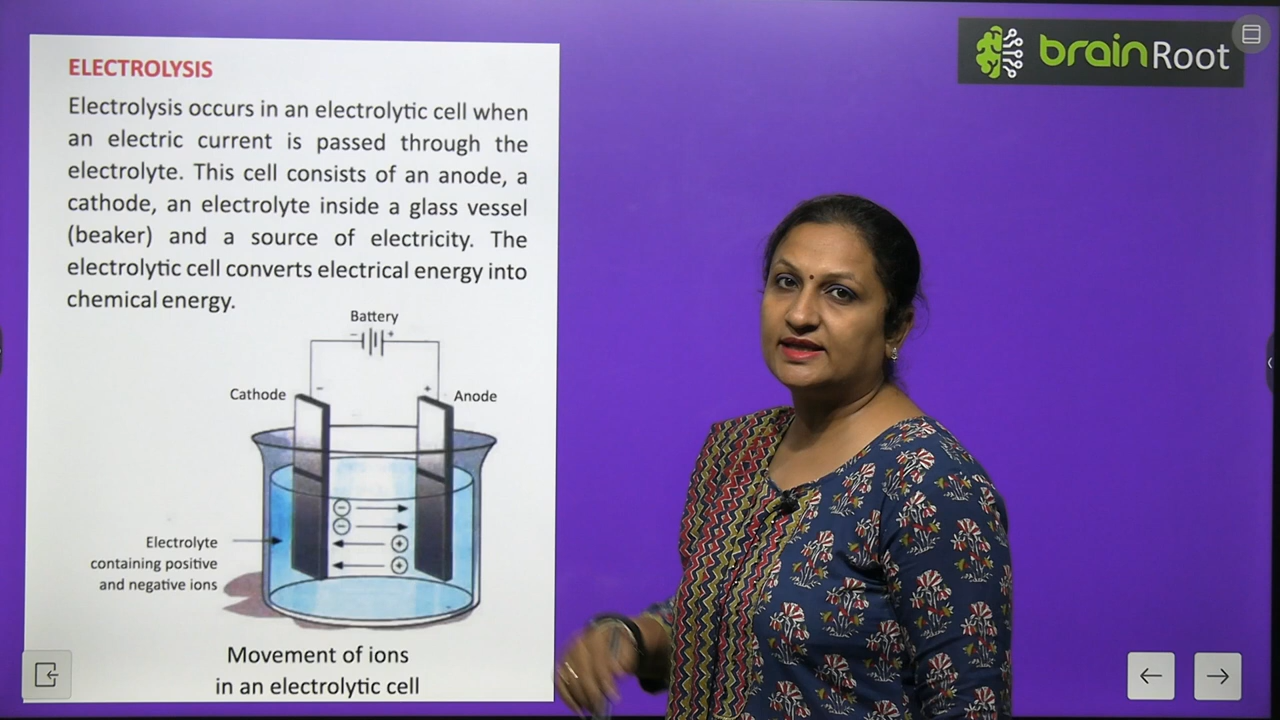 ELECTROLYSIS
Electrolysis occurs in an electrolytic cell when
an electric current is passed through the
electrolyte. This cell consists of an anode, a
cathode, an electrolyte inside a glass vessel
(beaker) and a source of electricity. The
electrolytic cell converts electrical energy into
chemical energy.
Battery
− +
− +
Cathode
Anode
−
−
+
+
Electrolyte
containing positive
and negative ions
Movement of ions
in an electrolytic cell
brainRoot